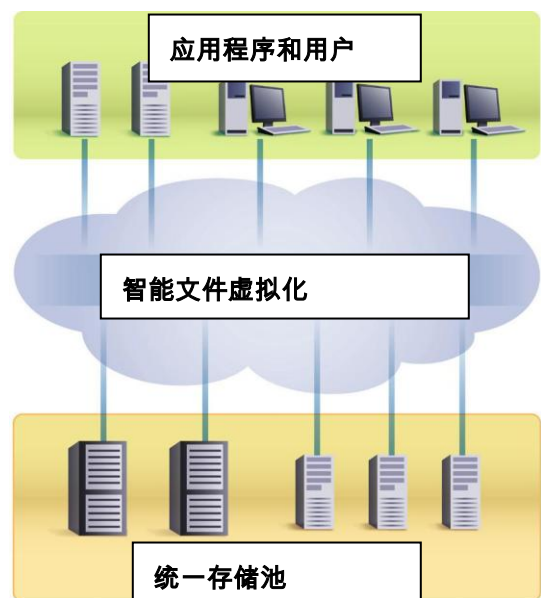 应用程序和用户
智能文件虚拟化
统一存储池